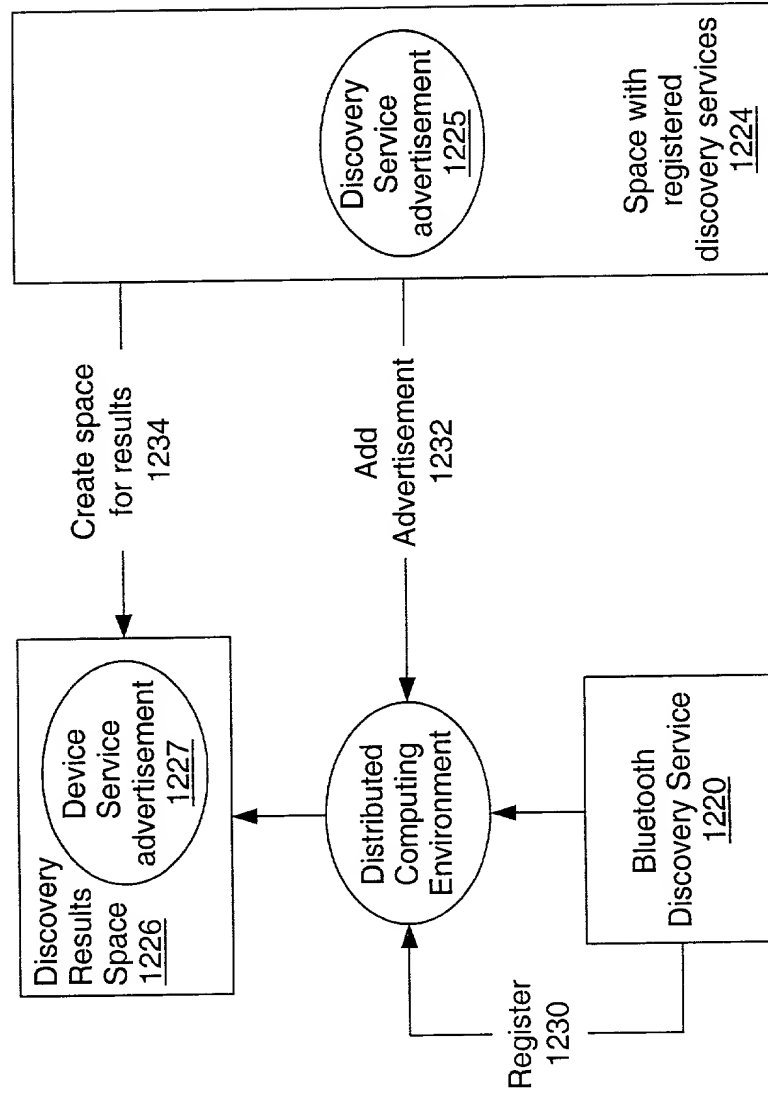 Discovery
Results
Space
1226
Device
Service
advertisement
1227
Create space
for results
1234
Discovery
Service
advertisement
1225
Space with
registered
discovery services
1224
Add
Advertisement
1232
Distributed
Computing
Environment
Register
1230
Bluetooth
Discovery Service
1220